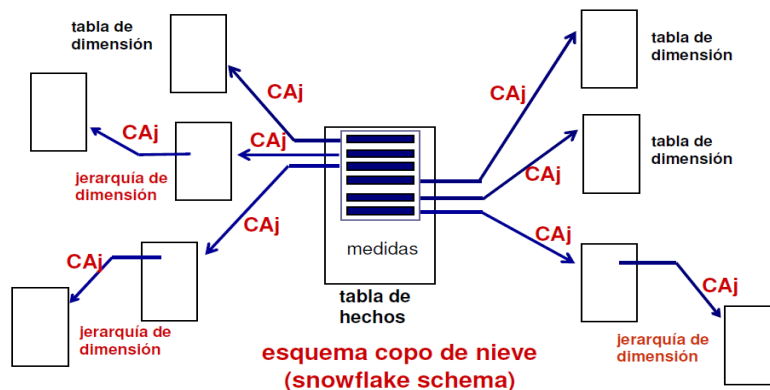 tabla de
dimensión
tabla de
dimensión
CAj
CAj
CAj
CAj
tabla de
dimensión
CAj
jerarquía de
dimensión
CAj
CAj
CAj
medidas
CAj
jerarquía de
dimensión
tabla de
hechos
jerarquía de
dimensión
esquema copo de nieve
(snowflake schema)